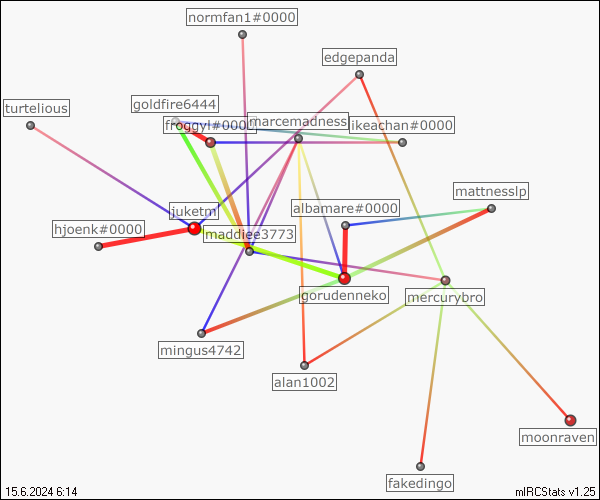 normfan1#0000
edgepanda
turtelious
goldfire6444
froggyl#0000
marcemadness
ikeachan#0000
mattnesslp
juketm
albamare#0000
hjoenk#0000
maddiee3773
gorudenneko
mercurybro
mingus4742
alan1002
moonraven
fakedingo
15.6.2024 6:14
mIRCStats v1.25